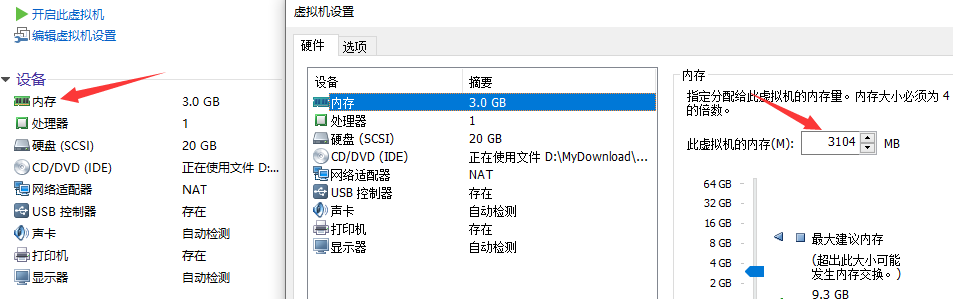 开启此虚拟机
编辑虚拟机设置
设备
内存 3.0 GB
处理器 1
硬盘 (SCSI) 20 GB
CD/DVD (IDE) 正在使用文件 D:...
网络适配器 NAT
USB 控制器 存在
声卡 自动检测
打印机 存在
显示器 自动检测
虚拟机设置
硬件 选项
设备 摘要
内存 3.0 GB
处理器 1
硬盘 (SCSI) 20 GB
CD/DVD (IDE) 正在使用文件 D:\MyDownload\...
网络适配器 NAT
USB 控制器 存在
声卡 自动检测
打印机 存在
显示器 自动检测
内存
指定分配给此虚拟机的内存量。内存大小必须为 4
的倍数。
此虚拟机的内存(M): 3104 MB
64 GB
32 GB
16 GB
8 GB
4 GB
2 GB
最大建议内存
(超出此大小可能
发生内存交换。)
9.3 GB